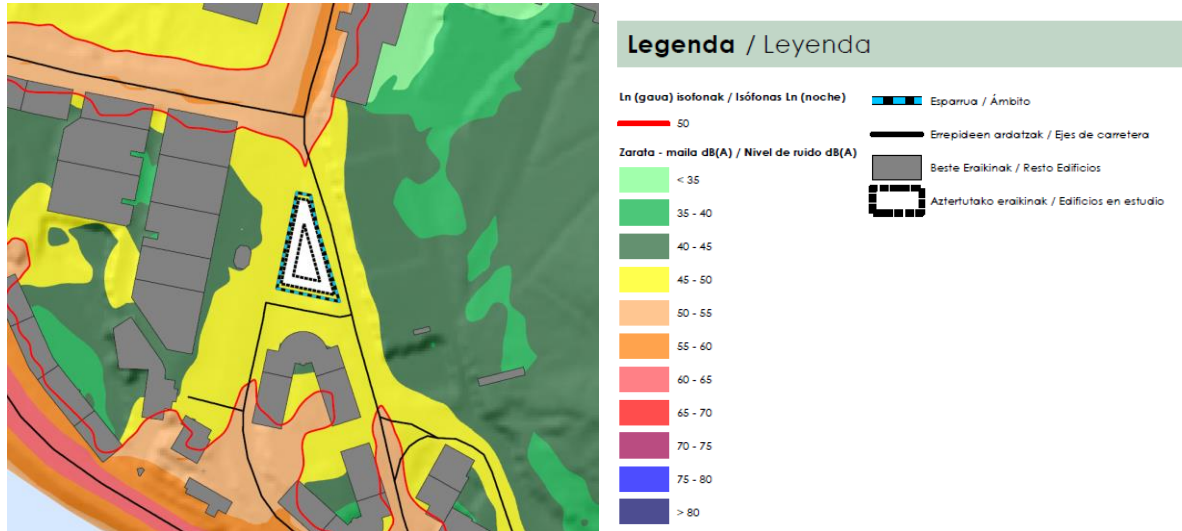 Legenda / Leyenda
Ln (gaua) isofonak / Isófonas Ln (noche)
50
Zarata - maila dB(A) / Nivel de ruido dB(A)
< 35
35 - 40
40 - 45
45 - 50
50 - 55
55 - 60
60 - 65
65 - 70
70 - 75
75 - 80
> 80
Esparrua / Ámbito
Errepideen ardatzak / Ejes de carretera
Beste Eraikinak / Resto Edificios
Aztertutako eraikinak / Edificios en estudio